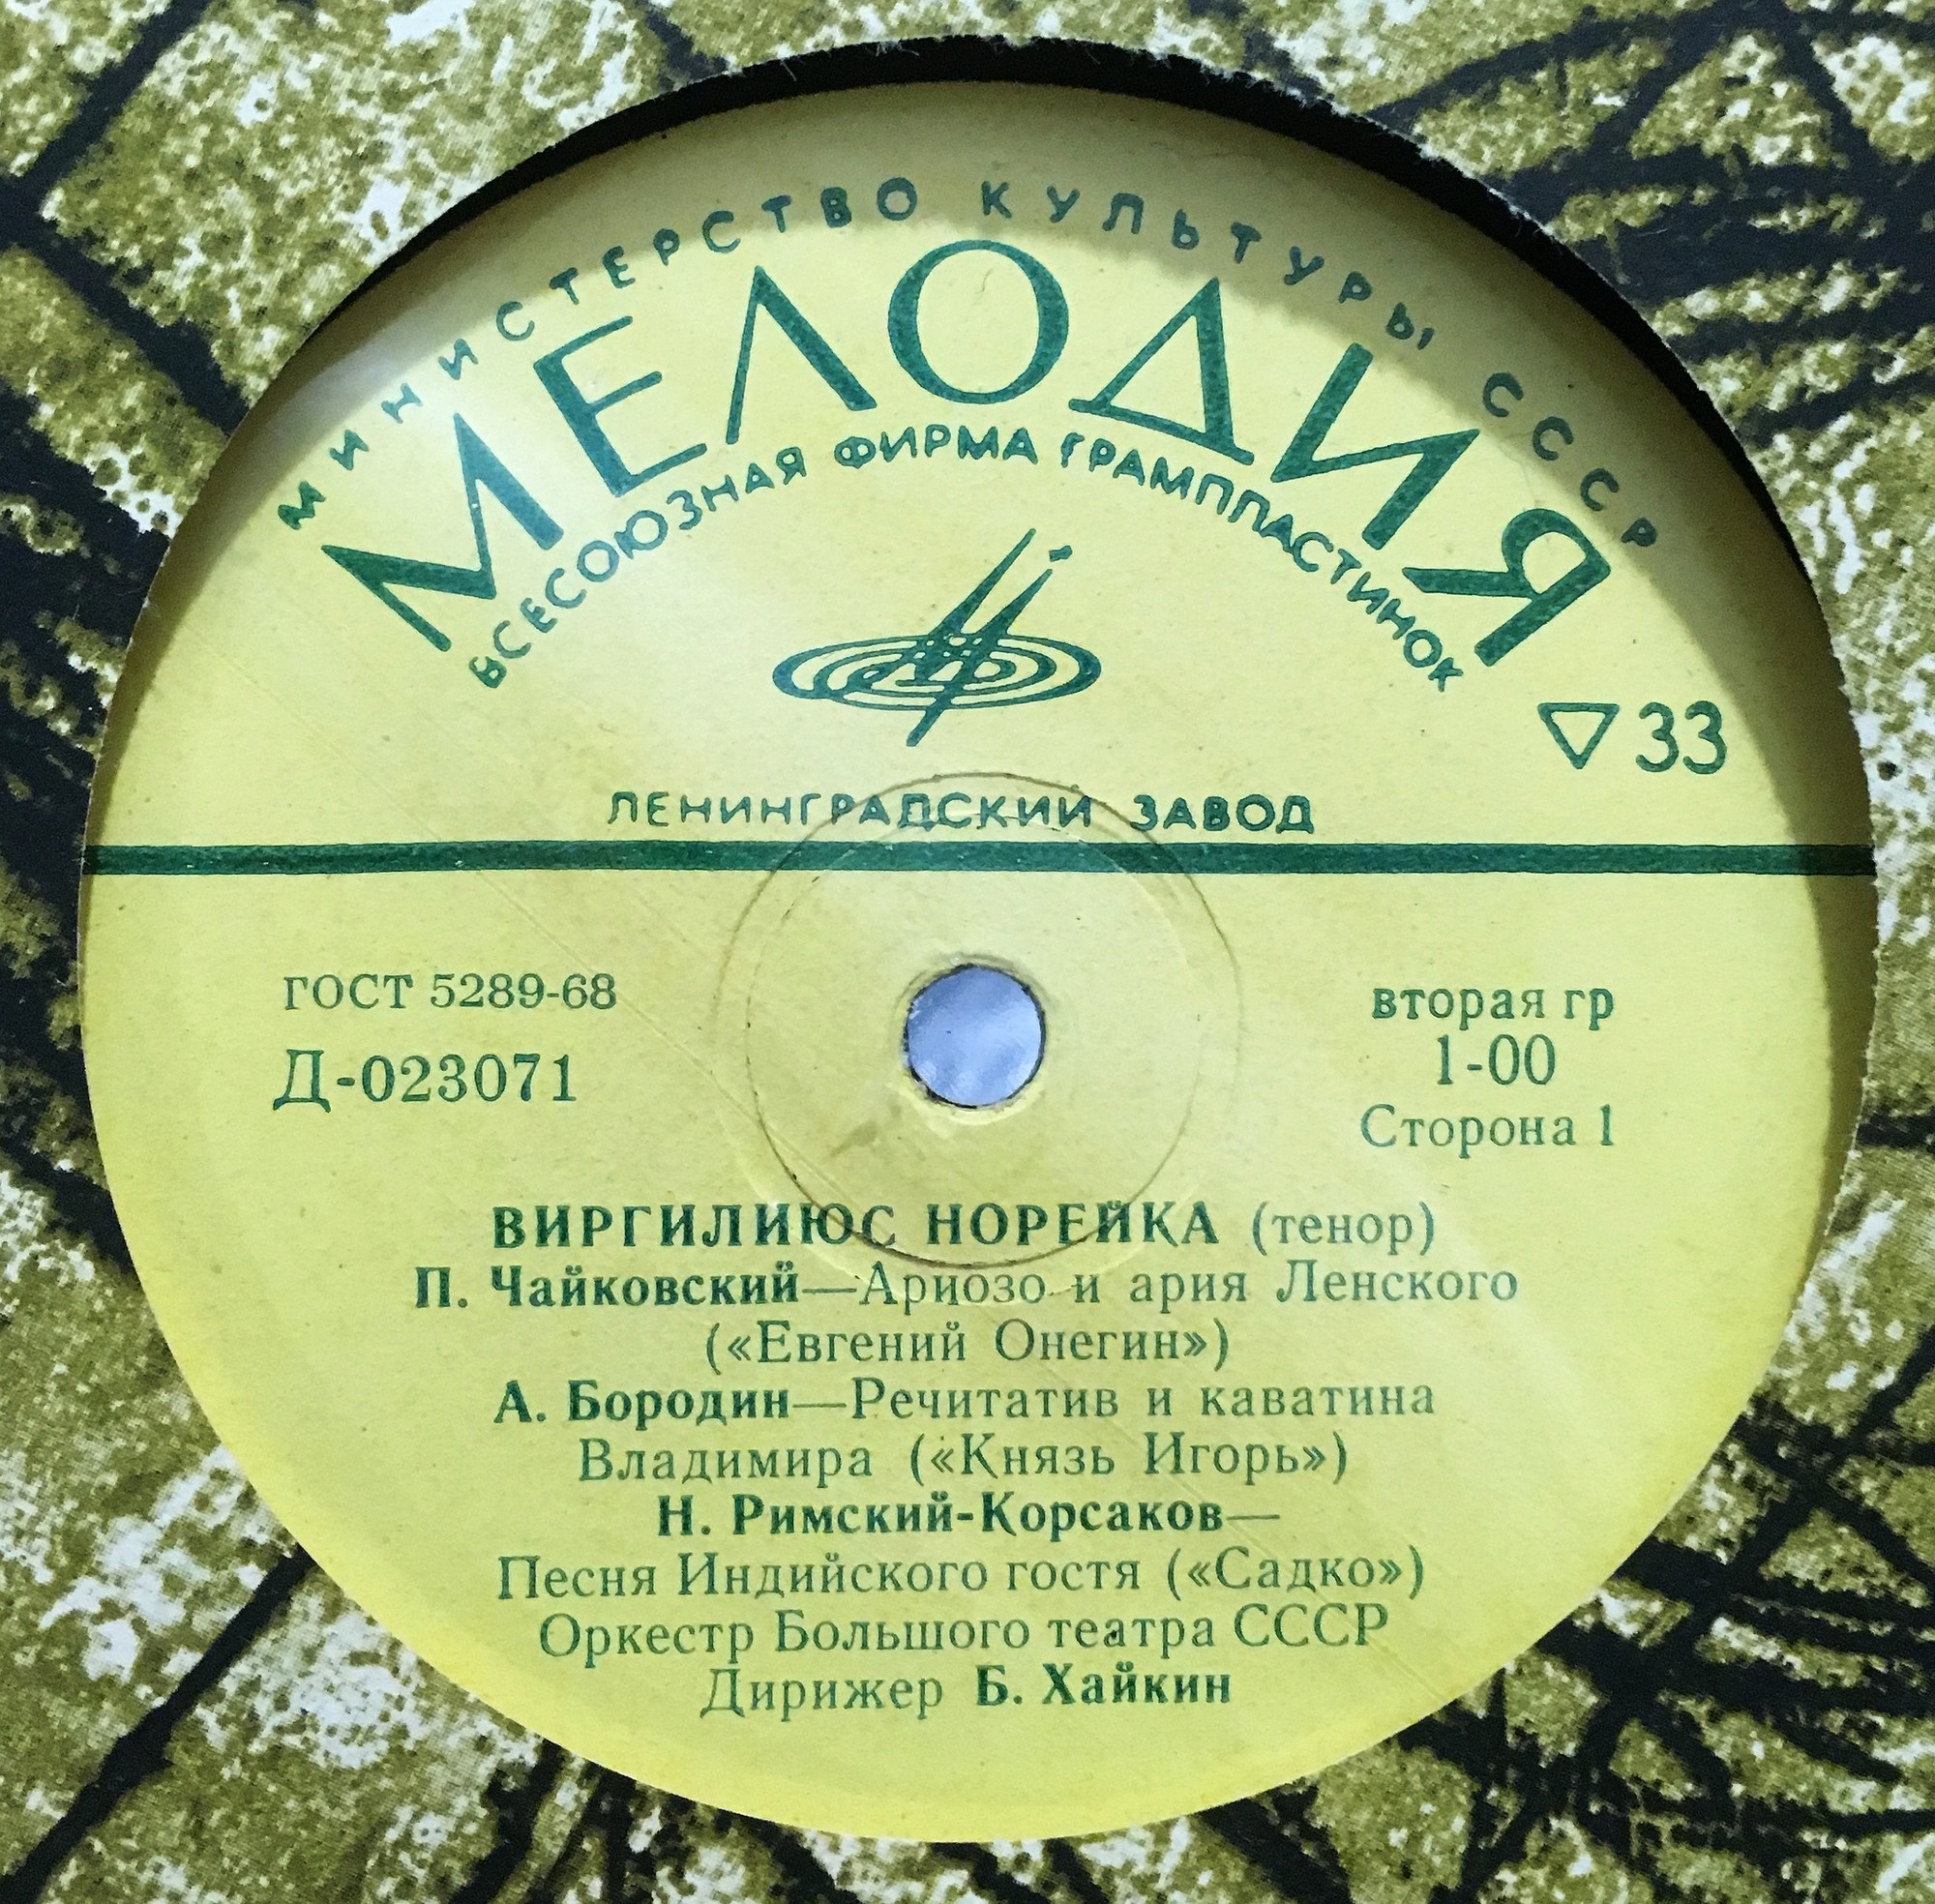 МИНИСТЕРСТВО КУЛЬТУРЫ СССР
МЕЛОДИЯ
ВСЕСОЮЗНАЯ ФИРМА ГРАМПЛАСТИНОК
▽33
ЛЕНИНГРАДСКИЙ ЗАВОД
ГОСТ 5289-68
Д-023071
вторая гр
1-00
Сторона 1
ВИРГИЛИЮС НОРЕЙКА (тенор)
П. Чайковский—Ариозо и ария Ленского
(«Евгений Онегин»)
А. Бородин—Речитатив и каватина
Владимира («Князь Игорь»)
Н. Римский-Корсаков—
Песня Индийского гостя («Садко»)
Оркестр Большого театра СССР
Дирижер Б. Хайкин